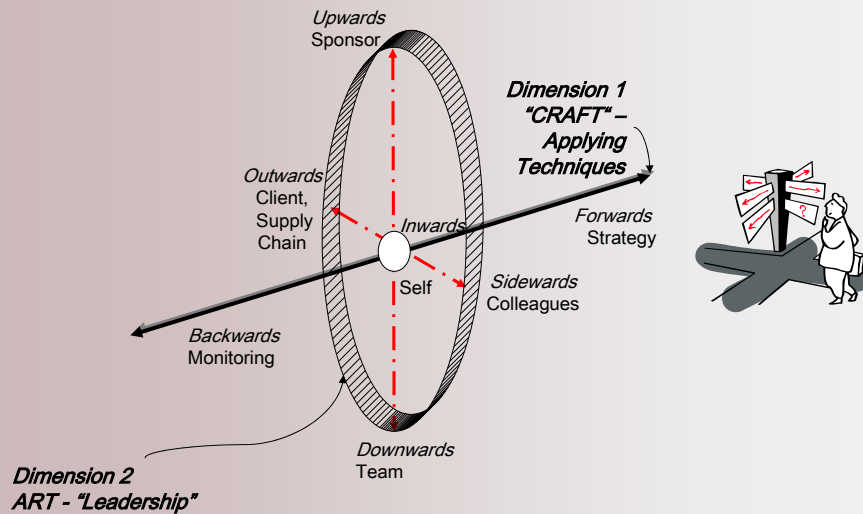 Upwards
Sponsor
Dimension 1
"CRAFT" –
Applying
Techniques
Outwards
Client,
Supply
Chain
Inwards
Forwards
Strategy
?
Self
Sidewards
Colleagues
Backwards
Monitoring
Downwards
Team
Dimension 2
ART - "Leadership"